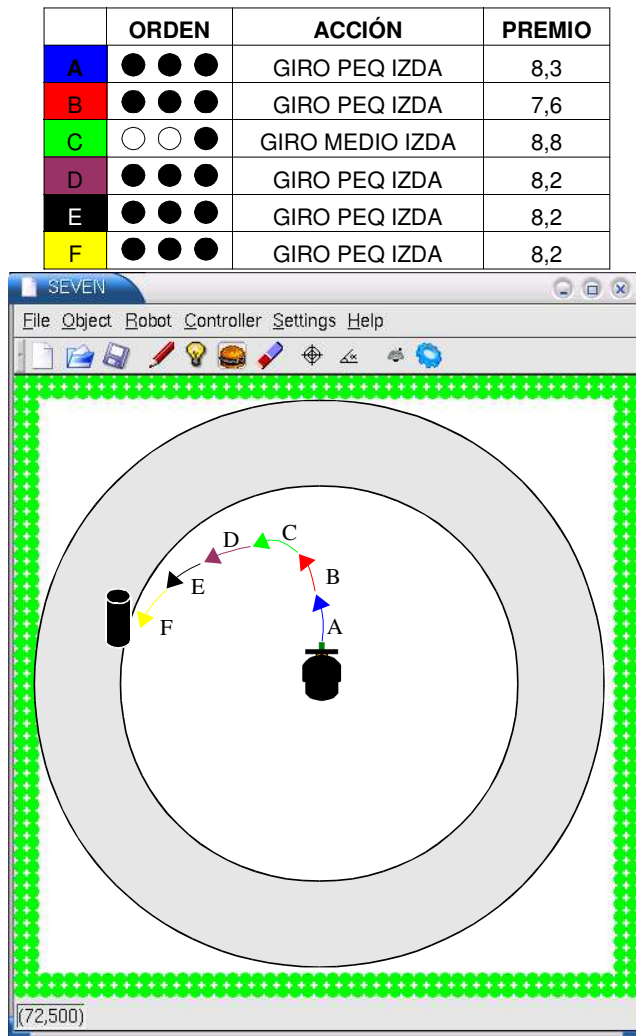 ORDEN ACCIÓN PREMIO
A GIRO PEQ IZDA 8,3
B GIRO PEQ IZDA 7,6
C GIRO MEDIO IZDA 8,8
D GIRO PEQ IZDA 8,2
E GIRO PEQ IZDA 8,2
F GIRO PEQ IZDA 8,2
SEVEN
File Object Robot Controller Settings Help
C
D
B
E
A
F
(72,500)